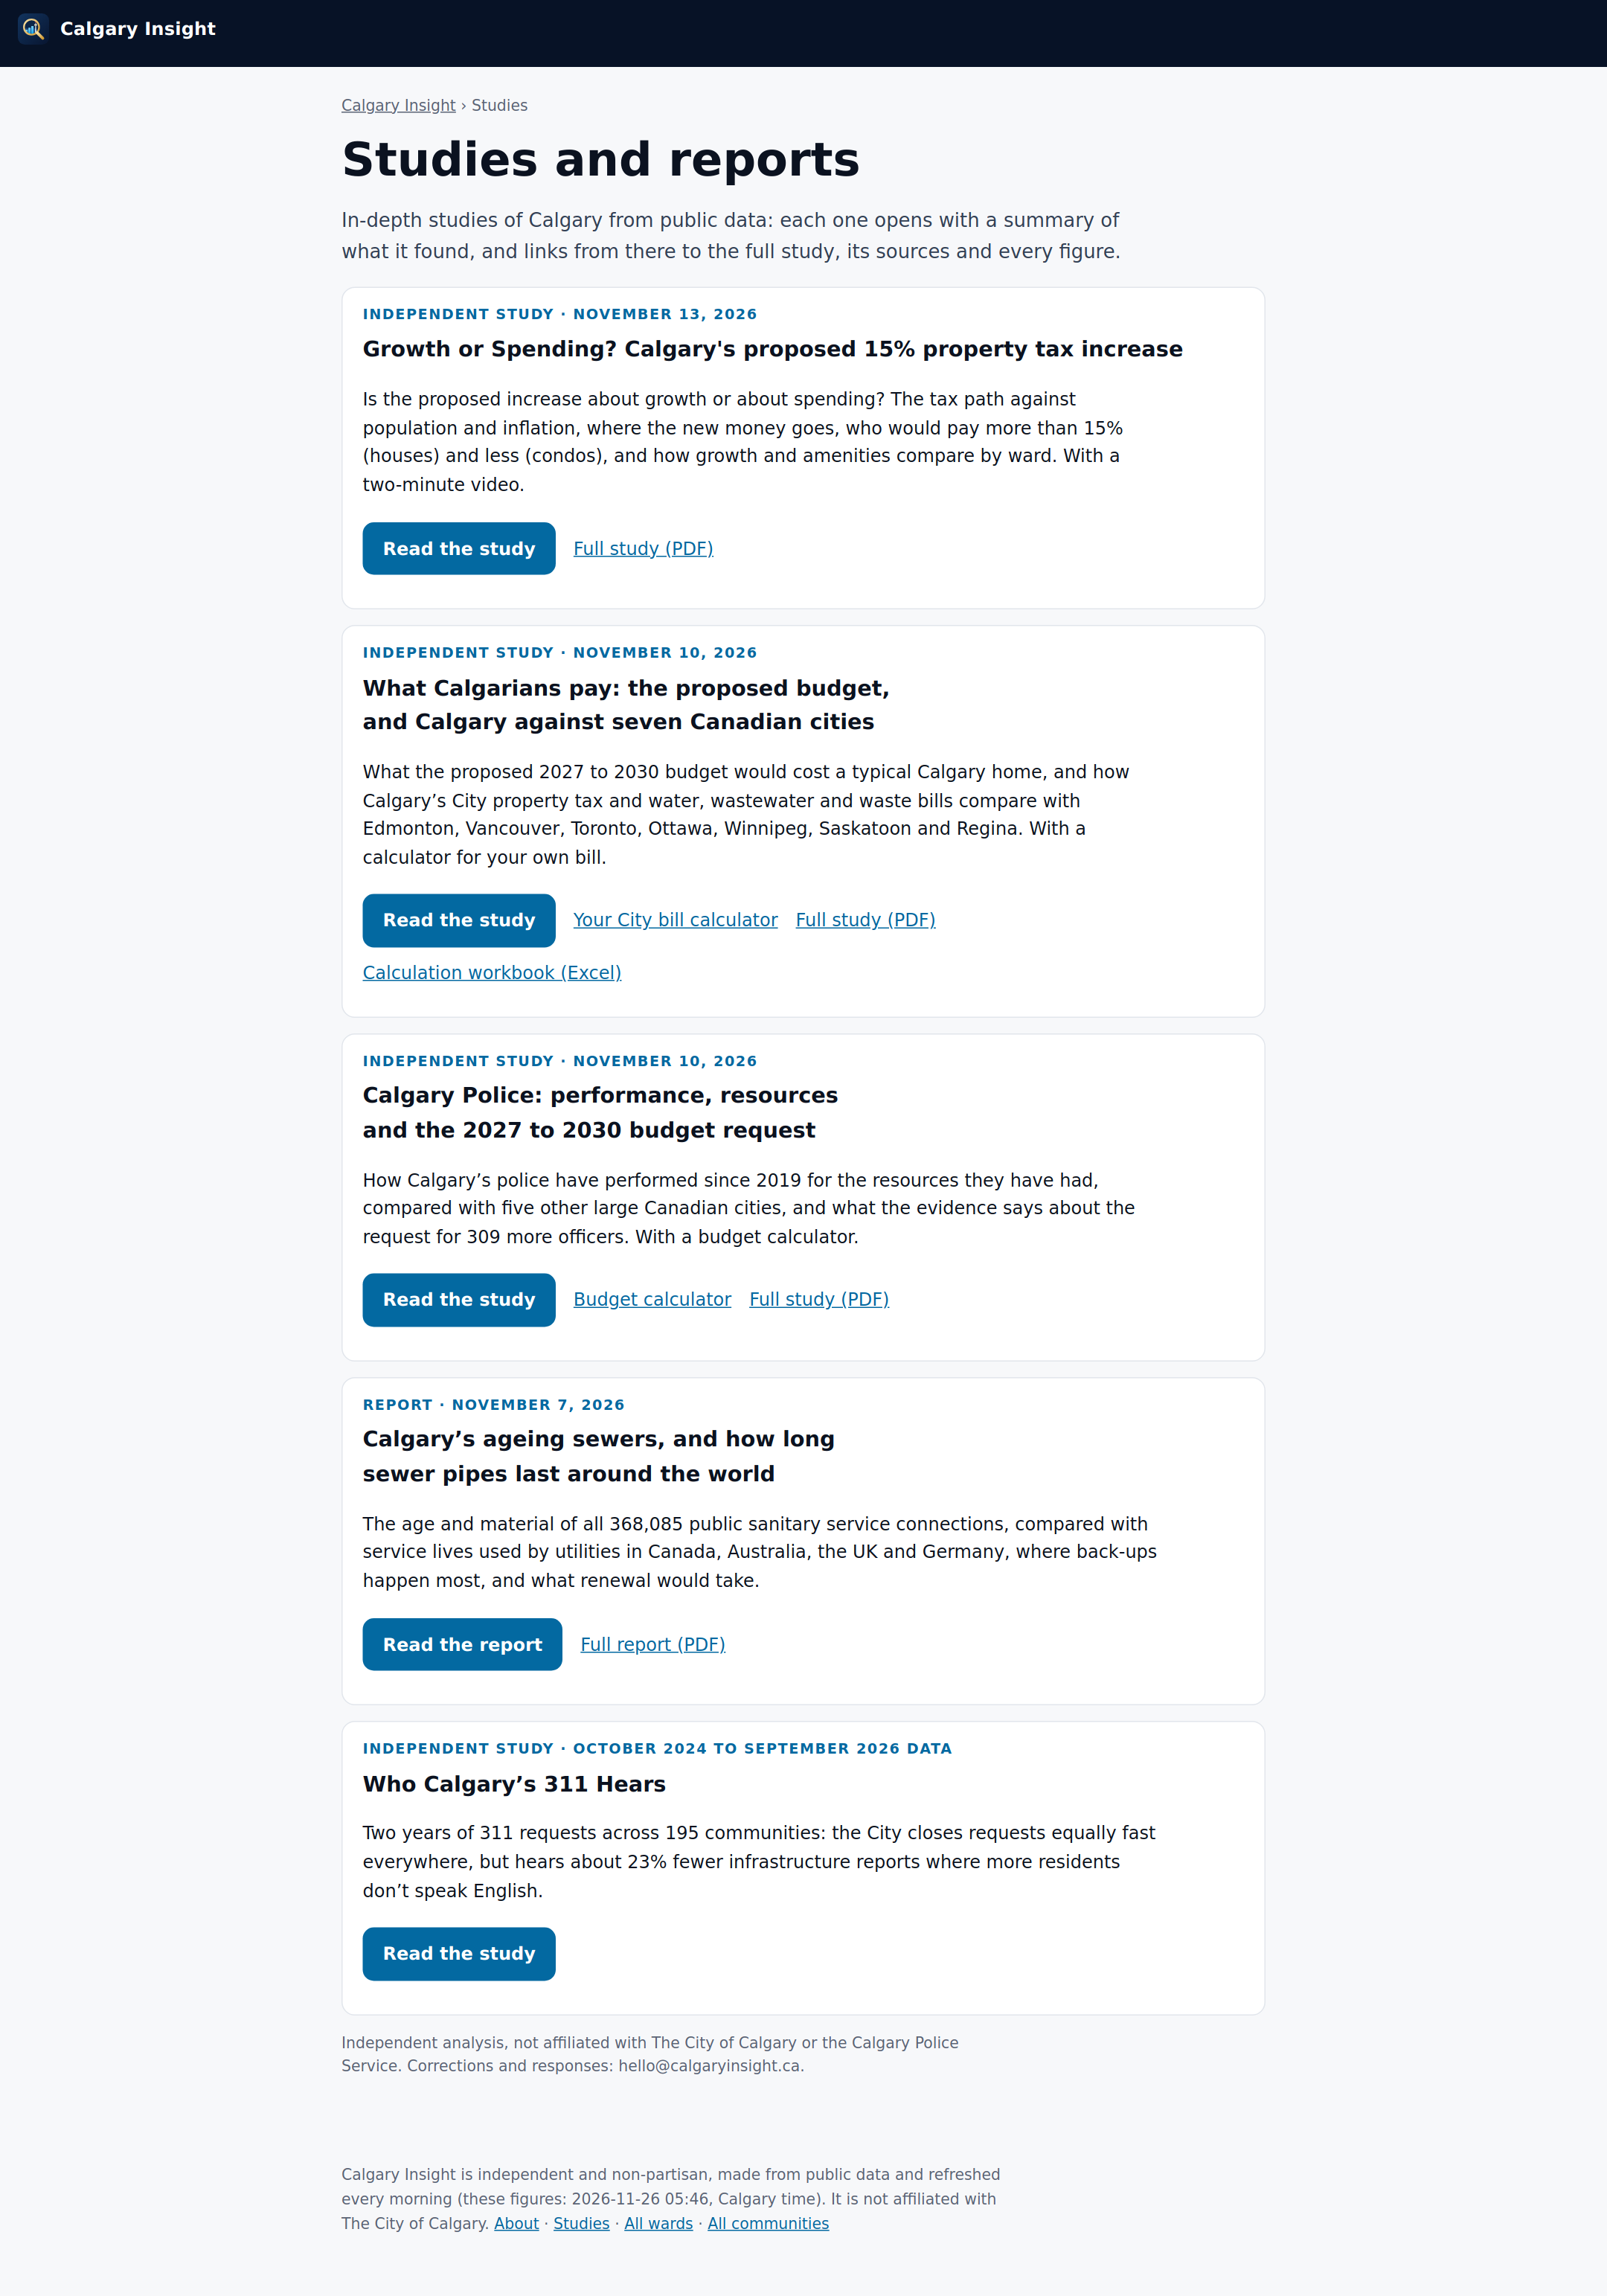 Calgary Insight
Calgary Insight › Studies
Studies and reports
In-depth studies of Calgary from public data: each one opens with a summary of
what it found, and links from there to the full study, its sources and every figure.
INDEPENDENT STUDY · NOVEMBER 13, 2026
Growth or Spending? Calgary's proposed 15% property tax increase
Is the proposed increase about growth or about spending? The tax path against
population and inflation, where the new money goes, who would pay more than 15%
(houses) and less (condos), and how growth and amenities compare by ward. With a
two-minute video.
Read the study Full study (PDF)
INDEPENDENT STUDY · NOVEMBER 10, 2026
What Calgarians pay: the proposed budget,
and Calgary against seven Canadian cities
What the proposed 2027 to 2030 budget would cost a typical Calgary home, and how
Calgary’s City property tax and water, wastewater and waste bills compare with
Edmonton, Vancouver, Toronto, Ottawa, Winnipeg, Saskatoon and Regina. With a
calculator for your own bill.
Read the study Your City bill calculator Full study (PDF)
Calculation workbook (Excel)
INDEPENDENT STUDY · NOVEMBER 10, 2026
Calgary Police: performance, resources
and the 2027 to 2030 budget request
How Calgary’s police have performed since 2019 for the resources they have had,
compared with five other large Canadian cities, and what the evidence says about the
request for 309 more officers. With a budget calculator.
Read the study Budget calculator Full study (PDF)
REPORT · NOVEMBER 7, 2026
Calgary’s ageing sewers, and how long
sewer pipes last around the world
The age and material of all 368,085 public sanitary service connections, compared with
service lives used by utilities in Canada, Australia, the UK and Germany, where back-ups
happen most, and what renewal would take.
Read the report Full report (PDF)
INDEPENDENT STUDY · OCTOBER 2024 TO SEPTEMBER 2026 DATA
Who Calgary’s 311 Hears
Two years of 311 requests across 195 communities: the City closes requests equally fast
everywhere, but hears about 23% fewer infrastructure reports where more residents
don’t speak English.
Read the study
Independent analysis, not affiliated with The City of Calgary or the Calgary Police
Service. Corrections and responses: hello@calgaryinsight.ca.
Calgary Insight is independent and non-partisan, made from public data and refreshed
every morning (these figures: 2026-11-26 05:46, Calgary time). It is not affiliated with
The City of Calgary. About · Studies · All wards · All communities